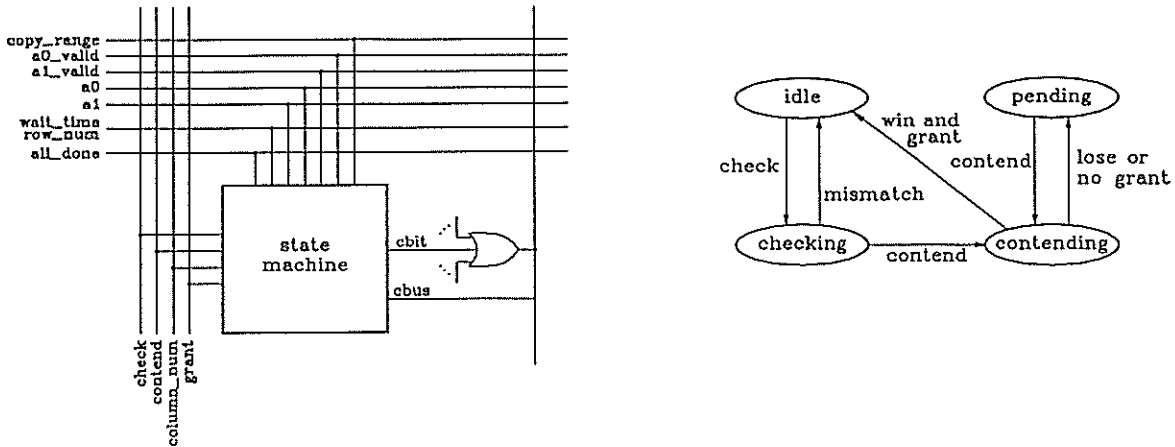 copy_range
a0_valid
a1_valid
a0
a1
wait_time
row_num
all_done
state
machine
cbit
cbus
check
contend
column_num
grant
idle
pending
win and
grant
check
mismatch
contend
lose or
no grant
checking
contend
contending